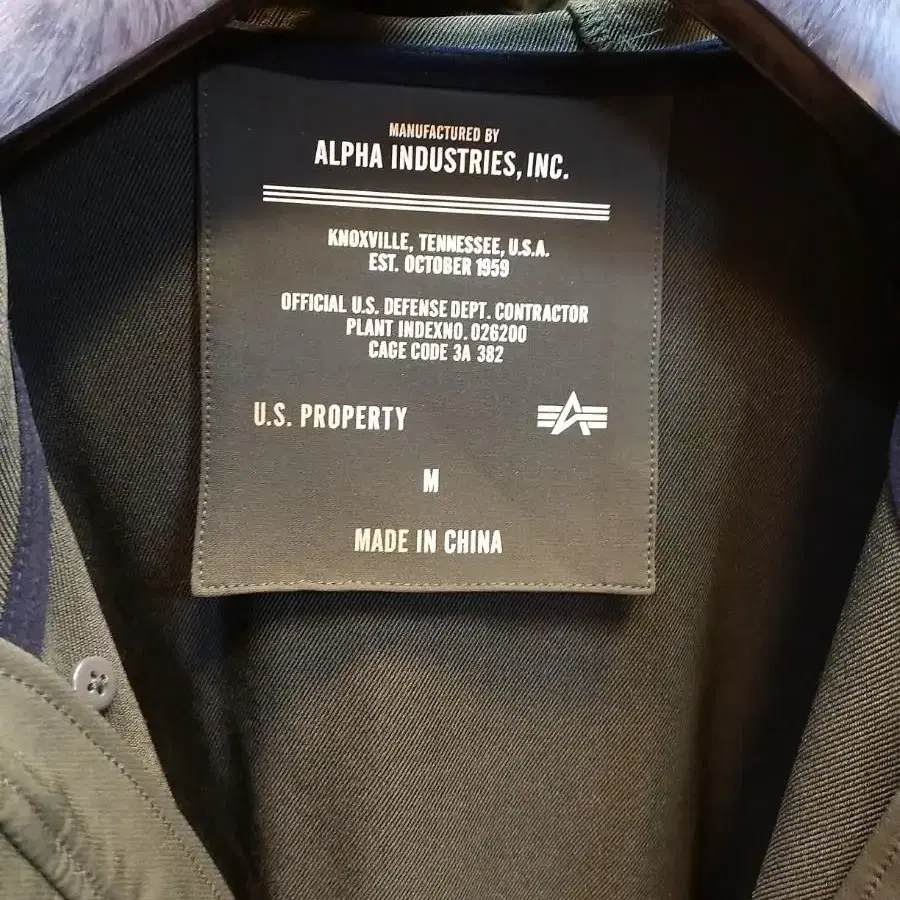 MANUFACTURED BY
ALPHA INDUSTRIES, INC.
KNOXVILLE, TENNESSEE, U.S.A.
EST. OCTOBER 1959
OFFICIAL U.S. DEFENSE DEPT. CONTRACTOR
PLANT INDEXNO. 026200
CAGE CODE 3A 382
U.S. PROPERTY
M
MADE IN CHINA